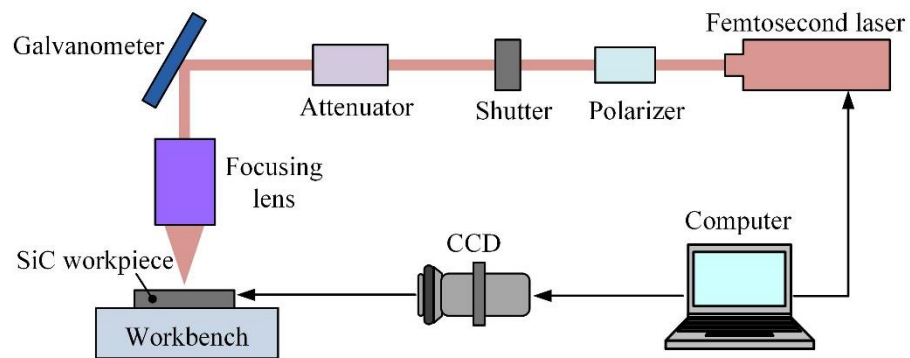 Femtosecond laser
Galvanometer
Attenuator
Shutter
Polarizer
Focusing
lens
Computer
CCD
SiC workpiece
Workbench